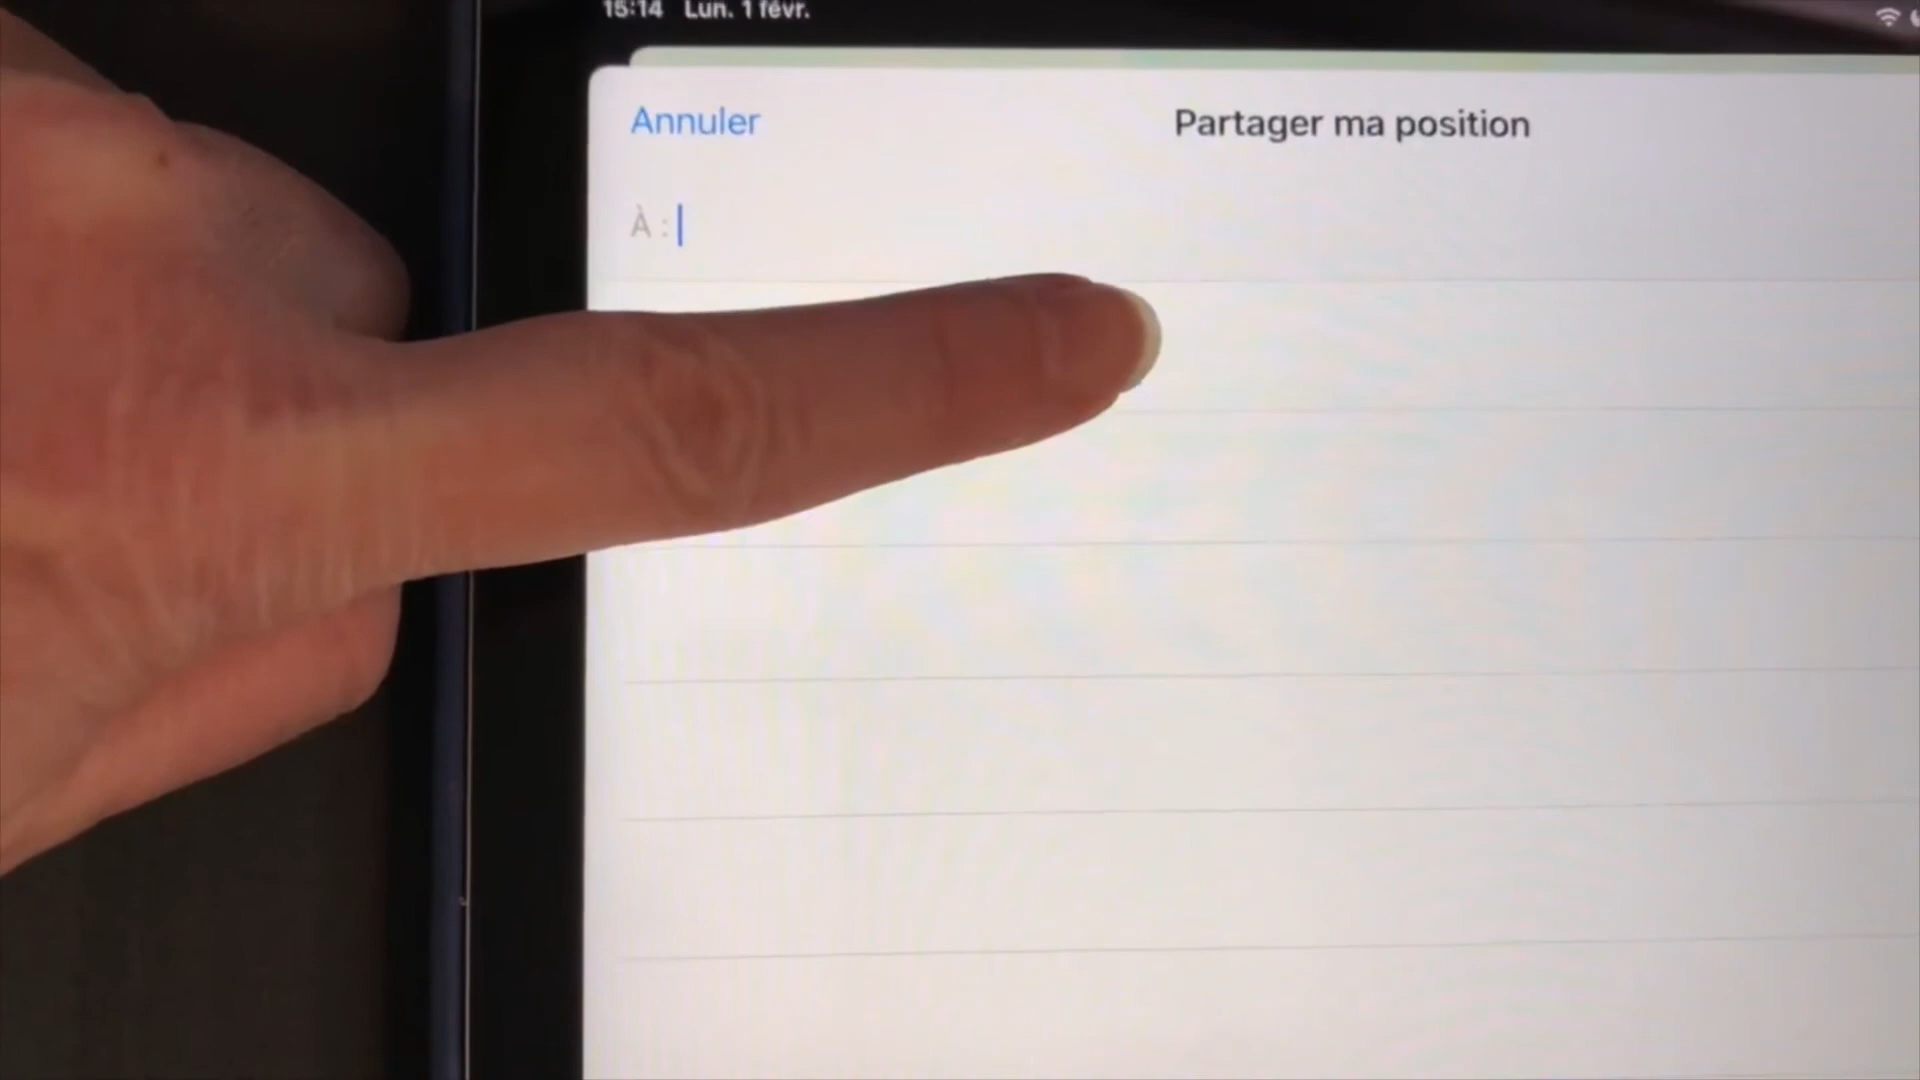 15:14 Lun. 1 févr.
Annuler
Partager ma position
À :